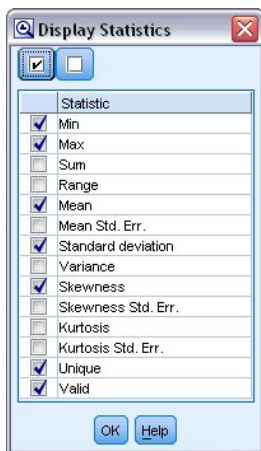 Display Statistics
Statistic
Min
Max
Sum
Range
Mean
Mean Std. Err.
Standard deviation
Variance
Skewness
Skewness Std. Err.
Kurtosis
Kurtosis Std. Err.
Unique
Valid
OK Help